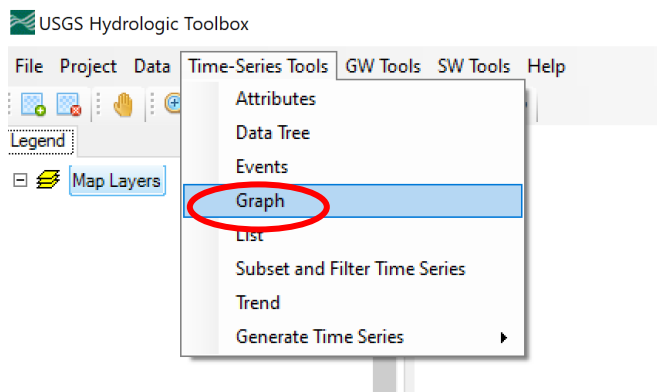 USGS Hydrologic Toolbox
File Project Data Time-Series Tools GW Tools SW Tools Help
Attributes
Legend
Data Tree
Events
Map Layers
Graph
List
Subset and Filter Time Series
Trend
Generate Time Series